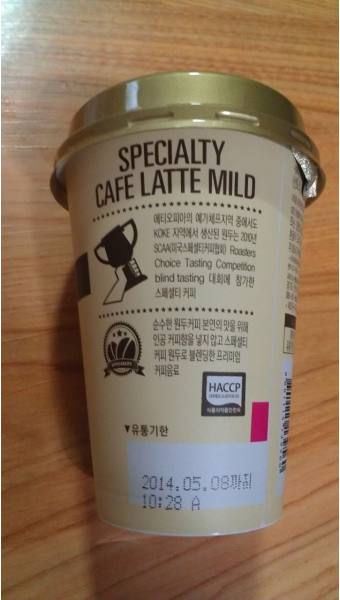 SPECIALTY
CAFE LATTE MILD
에티오피아의 예가체프지역 중에서도
KOKE 지역에서 생산된 원두는 2010년
SCAA(미국스페셜티커피협회) Roasters
Choice Tasting Competition
blind tasting 대회에 참가한
스페셜티 커피
순수한 원두커피 본연의 맛을 위해
인공 커피향을 넣지 않고 스페셜티
커피 원두로 블렌딩한 프리미엄
커피음료
HACCP
식품의약품안전처
▼유통기한
2014.05.08까지
10:28 A